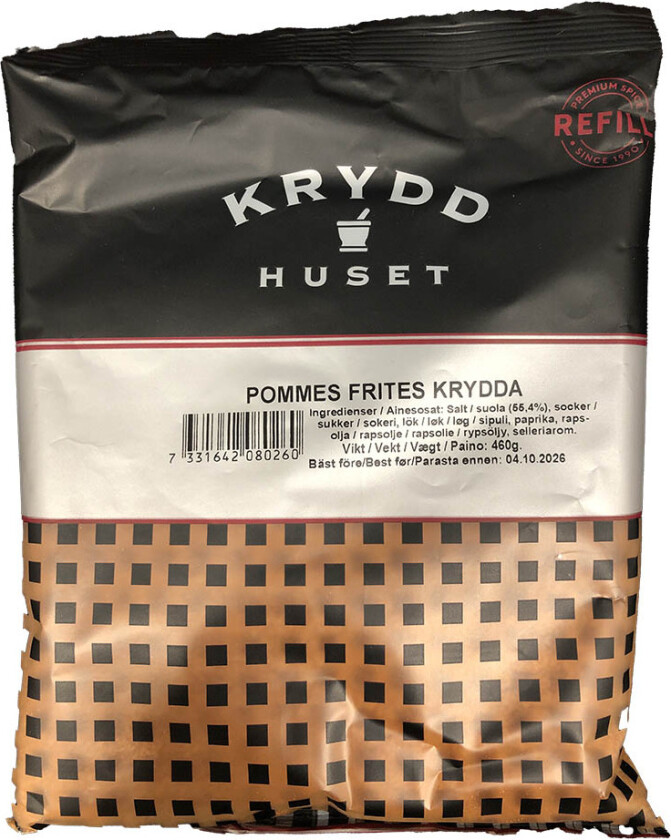 PREMIUM SPICE
REFILL
• SINCE 1990 •
KRYDD
HUSET
POMMES FRITES KRYDDA
Ingredienser / Ainesosat: Salt / suola (55,4%), socker /
sukker / sokeri, lök / løk / løg / sipuli, paprika, raps-
olja / rapsolje / rapsolie / rypsöljy, selleriarom.
Vikt / Vekt / Vægt / Paino: 460g.
Bäst före/Best før/Parasta ennen: 04.10.2026
7 331642 080260